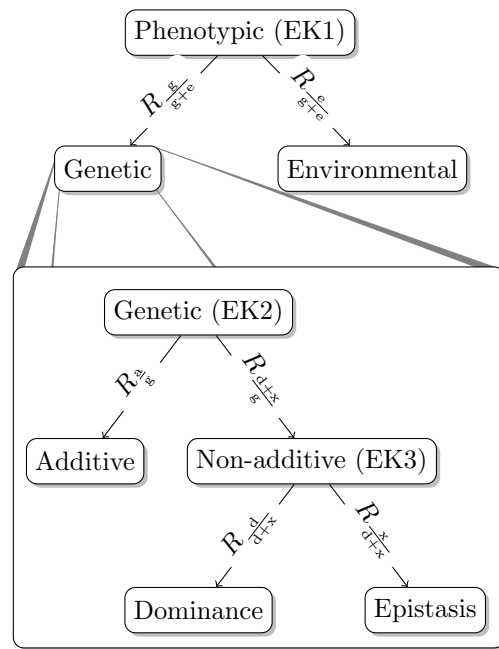 Phenotypic (EK1)
R g/(g+e) R e/(g+e)
Genetic Environmental
Genetic (EK2)
R a/g R (d+x)/g
Additive Non-additive (EK3)
R d/(d+x) R x/(d+x)
Dominance Epistasis